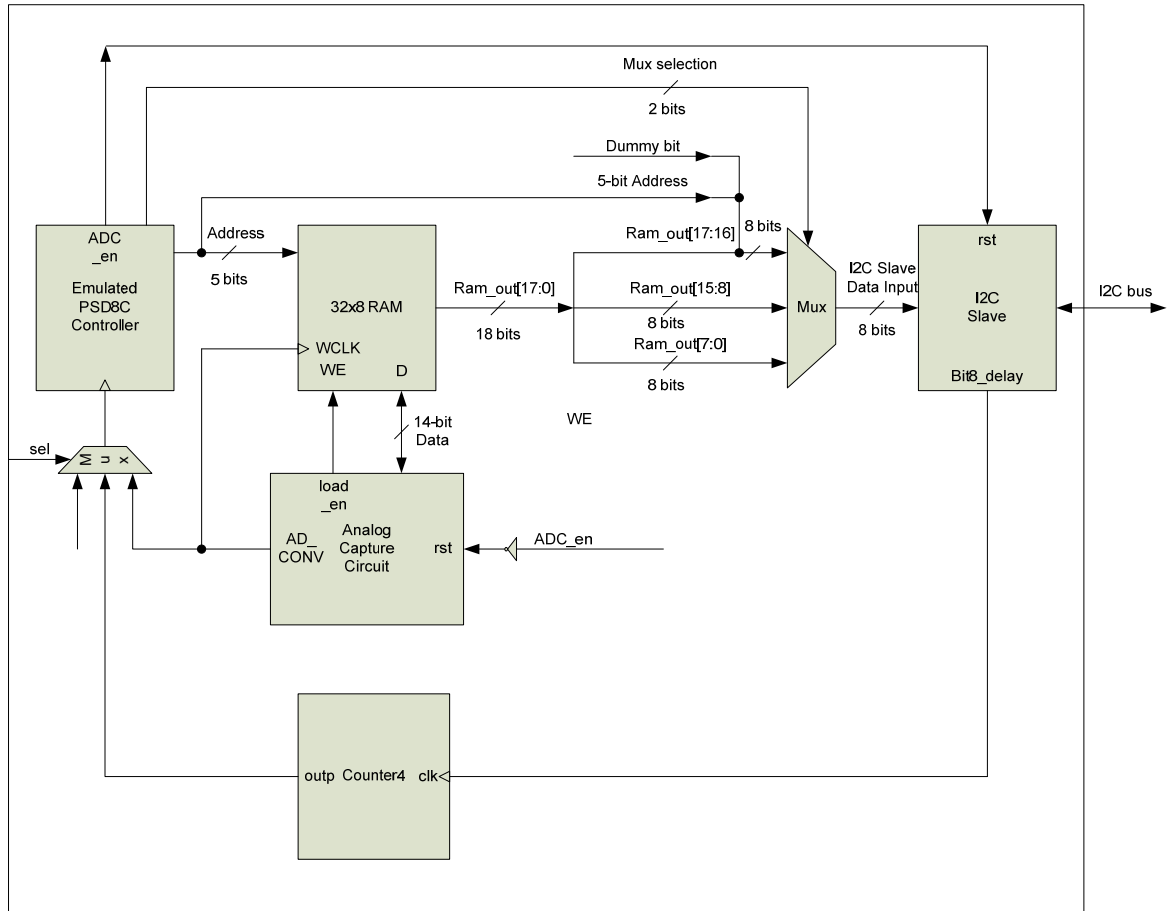 Mux selection
2 bits
Dummy bit
5-bit Address
ADC
_en
Emulated
PSD8C
Controller
Address
5 bits
32x8 RAM
WCLK
WE
D
Ram_out[17:0]
18 bits
Ram_out[17:16]
8 bits
Ram_out[15:8]
8 bits
Ram_out[7:0]
8 bits
Mux
I2C Slave
Data Input
8 bits
rst
I2C
Slave
Bit8_delay
I2C bus
14-bit
Data
WE
sel
M
u
x
load
_en
AD_
CONV
Analog
Capture
Circuit
rst
ADC_en
outp
Counter4
clk